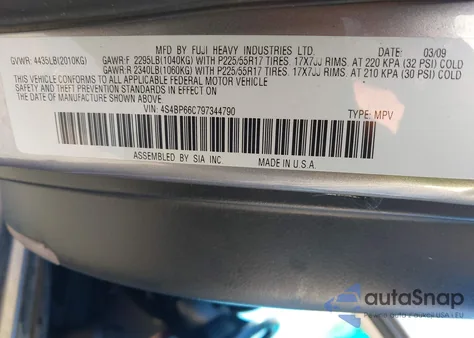 MFD. BY FUJI HEAVY INDUSTRIES LTD. DATE: 03/09
GVWR: 4435LB(2010KG) GAWR:F 2295LB(1040KG) WITH P225/55R17 TIRES. 17X7JJ RIMS. AT 220 KPA (32 PSI) COLD
GAWR:R 2340LB(1060KG) WITH P225/55R17 TIRES. 17X7JJ RIMS. AT 210 KPA (30 PSI) COLD
THIS VEHICLE CONFORMS TO ALL APPLICABLE FEDERAL MOTOR VEHICLE
SAFETY AND THEFT PREVENTION STANDARDS IN EFFECT ON THE
DATE OF MANUFACTURE SHOWN ABOVE.
VIN: 4S4BP66C797344790 TYPE: MPV
ASSEMBLED BY SIA INC MADE IN U.S.A.
autoSnap